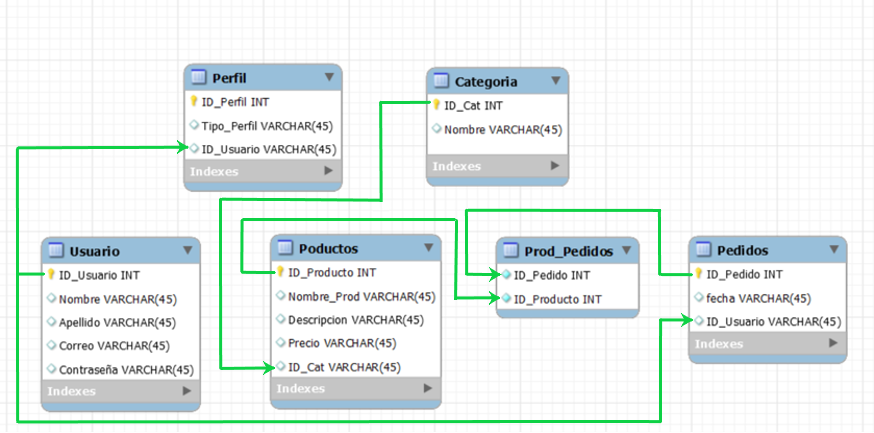 Perfil
ID_Perfil INT
Tipo_Perfil VARCHAR(45)
ID_Usuario VARCHAR(45)
Indexes
Categoria
ID_Cat INT
Nombre VARCHAR(45)
Indexes
Usuario
ID_Usuario INT
Nombre VARCHAR(45)
Apellido VARCHAR(45)
Correo VARCHAR(45)
Contraseña VARCHAR(45)
Indexes
Poductos
ID_Producto INT
Nombre_Prod VARCHAR(45)
Descripcion VARCHAR(45)
Precio VARCHAR(45)
ID_Cat VARCHAR(45)
Indexes
Prod_Pedidos
ID_Pedido INT
ID_Producto INT
Pedidos
ID_Pedido INT
fecha VARCHAR(45)
ID_Usuario VARCHAR(45)
Indexes